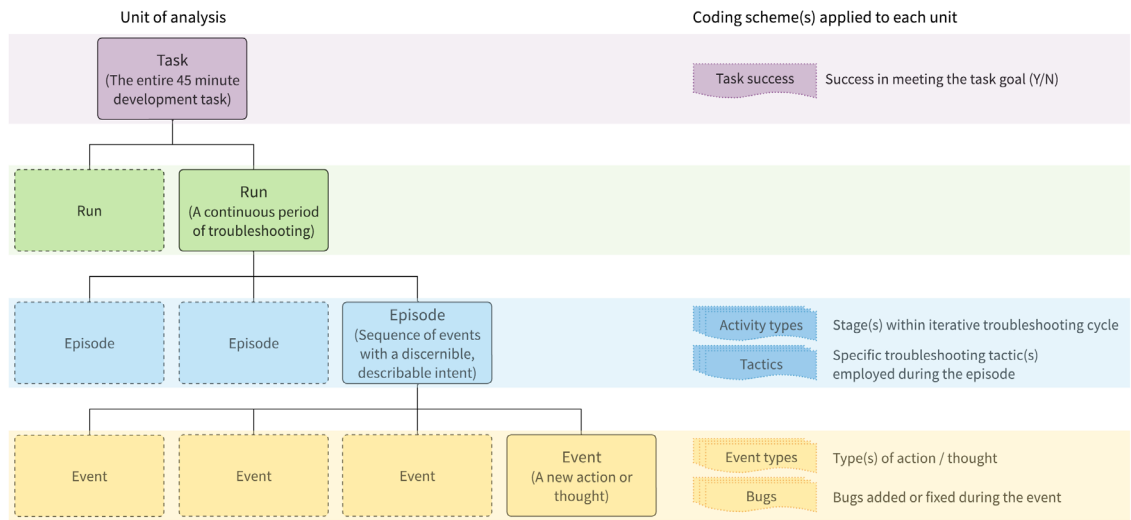 Unit of analysis
Coding scheme(s) applied to each unit
Task
(The entire 45 minute
development task)
Task success
Success in meeting the task goal (Y/N)
Run
Run
(A continuous period
of troubleshooting)
Episode
Episode
Episode
(Sequence of events
with a discernible,
describable intent)
Activity types
Stage(s) within iterative troubleshooting cycle
Tactics
Specific troubleshooting tactic(s)
employed during the episode
Event
Event
Event
Event
(A new action or
thought)
Event types
Type(s) of action / thought
Bugs
Bugs added or fixed during the event